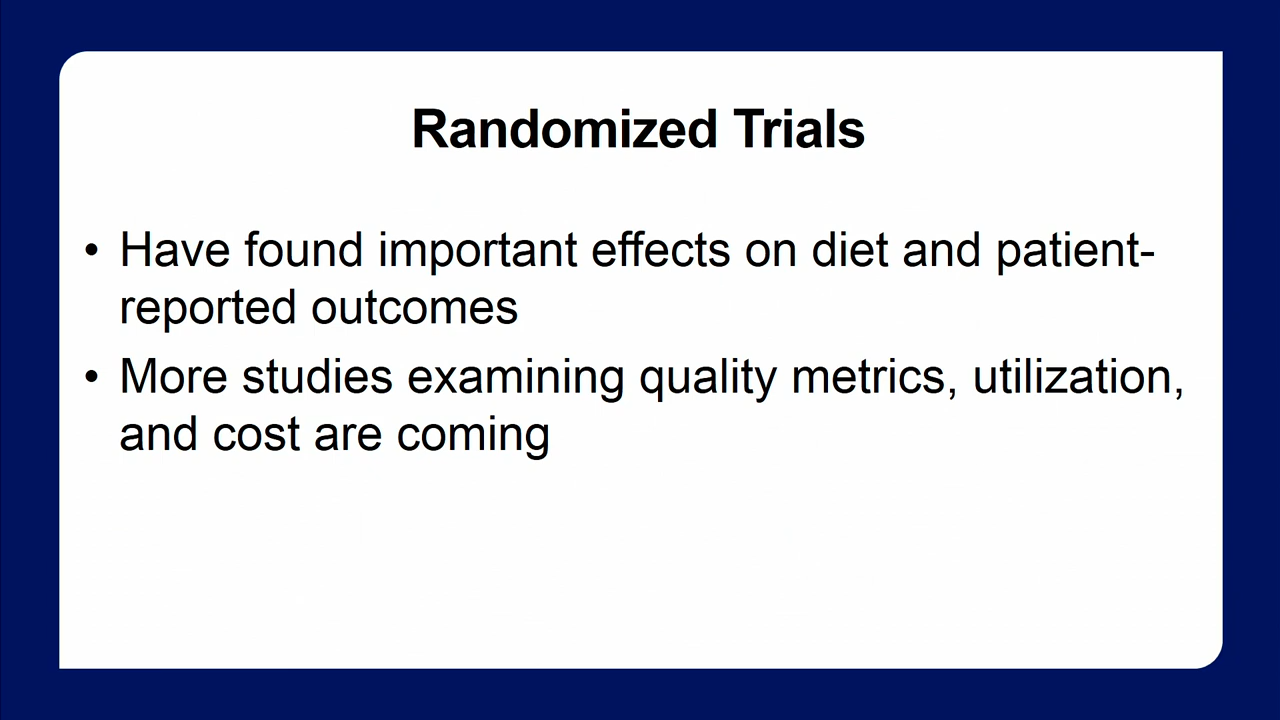 Randomized Trials
• Have found important effects on diet and patient-
reported outcomes
• More studies examining quality metrics, utilization,
and cost are coming